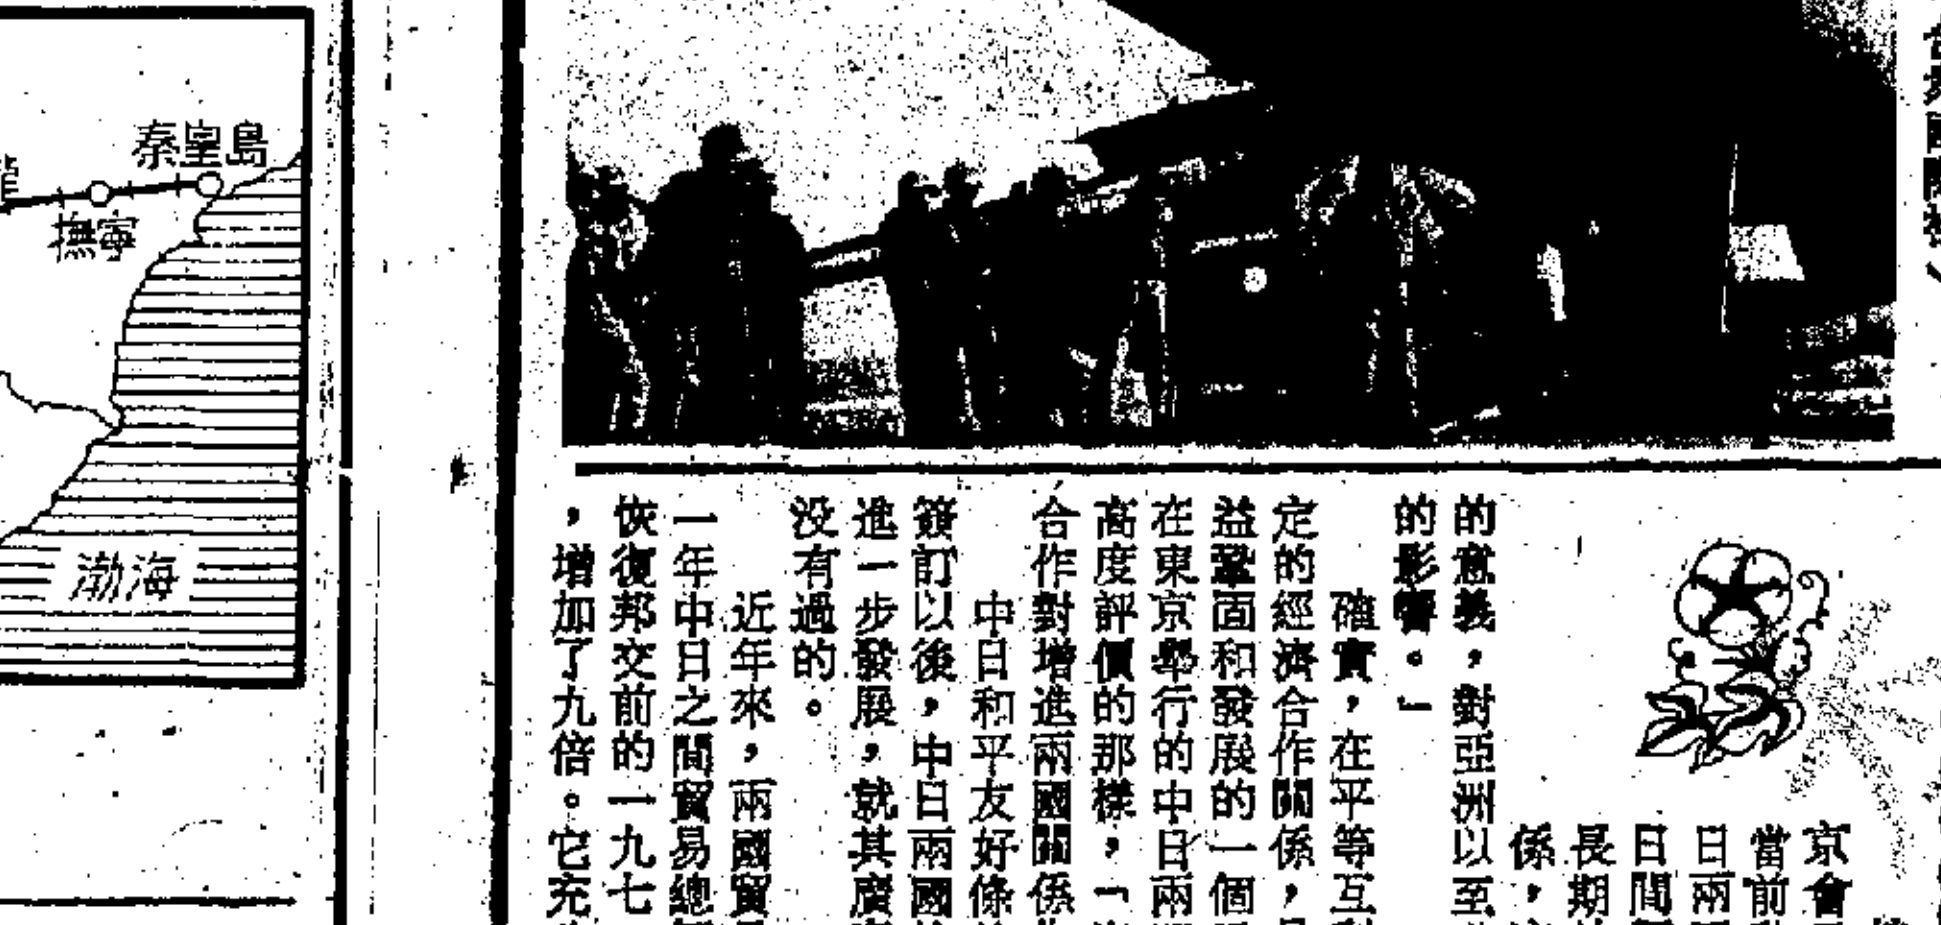 秦皇島
撫寧
渤海
京會
當前
日兩
日間
長期
係，
的意義，對亞洲以至
的影響。」
確實，在平等互利
定的經濟合作關係，
益鞏固和發展的一個
在東京舉行的中日兩
高度評價的那樣，「
合作對增進兩國關係
中日和平友好條
簽訂以後，中日兩國
進一步發展，就其廣
没有過的。
近年來，兩國貿
一年中日之間貿易總
恢復邦交前的一九七
，增加了九倍。它充